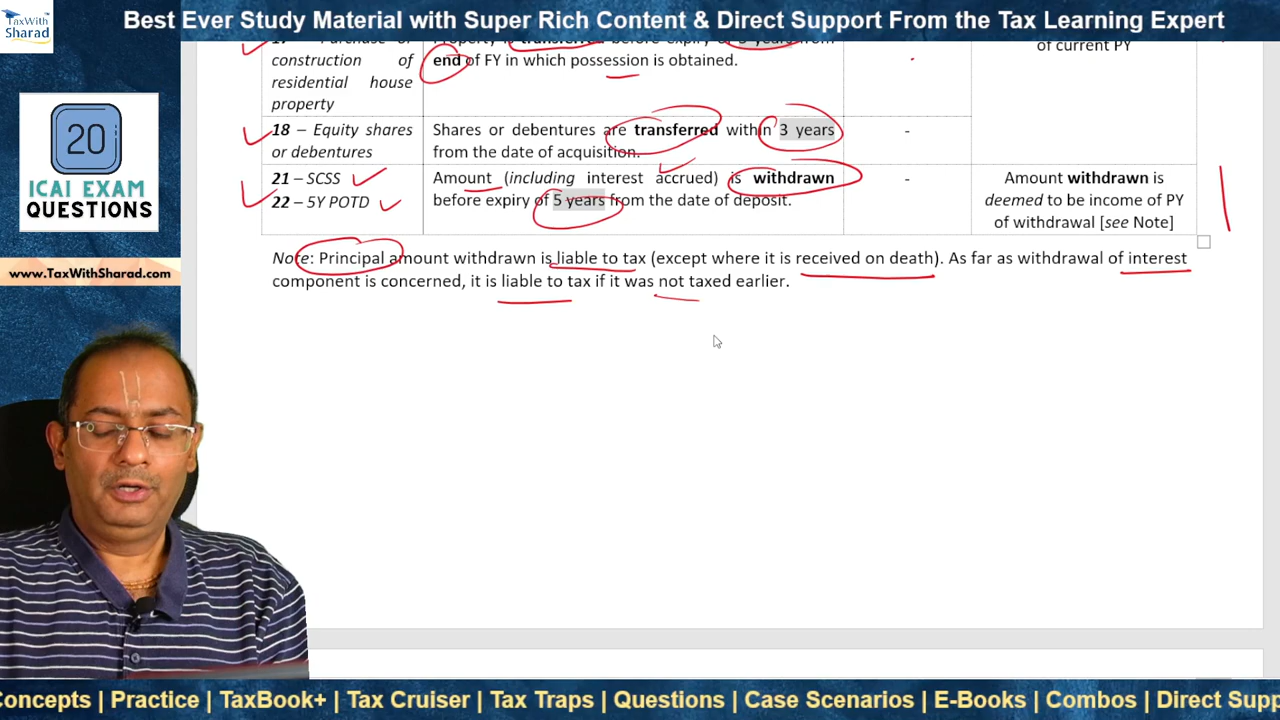 TaxWith
Sharad
Best Ever Study Material with Super Rich Content & Direct Support From the Tax Learning Expert
construction of
residential house
property
end of FY in which possession is obtained.
of current PY
18 – Equity shares
or debentures
Shares or debentures are transferred within 3 years
from the date of acquisition.
-
21 – SCSS
22 – 5Y POTD
Amount (including interest accrued) is withdrawn
before expiry of 5 years from the date of deposit.
-
Amount withdrawn is
deemed to be income of PY
of withdrawal [see Note]
Note: Principal amount withdrawn is liable to tax (except where it is received on death). As far as withdrawal of interest
component is concerned, it is liable to tax if it was not taxed earlier.
20
ICAI EXAM
QUESTIONS
www.TaxWithSharad.com
Concepts | Practice | TaxBook+ | Tax Cruiser | Tax Traps | Questions | Case Scenarios | E-Books | Combos | Direct Supp